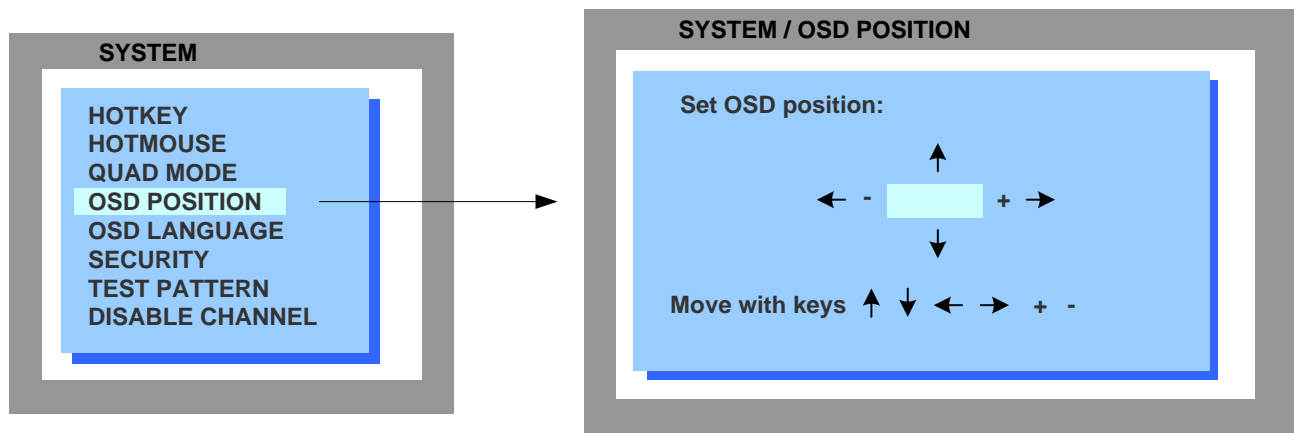 SYSTEM
HOTKEY
HOTMOUSE
QUAD MODE
OSD POSITION
OSD LANGUAGE
SECURITY
TEST PATTERN
DISABLE CHANNEL
SYSTEM / OSD POSITION
Set OSD position:
↑
← - + →
↓
Move with keys ↑ ↓ ← → + -